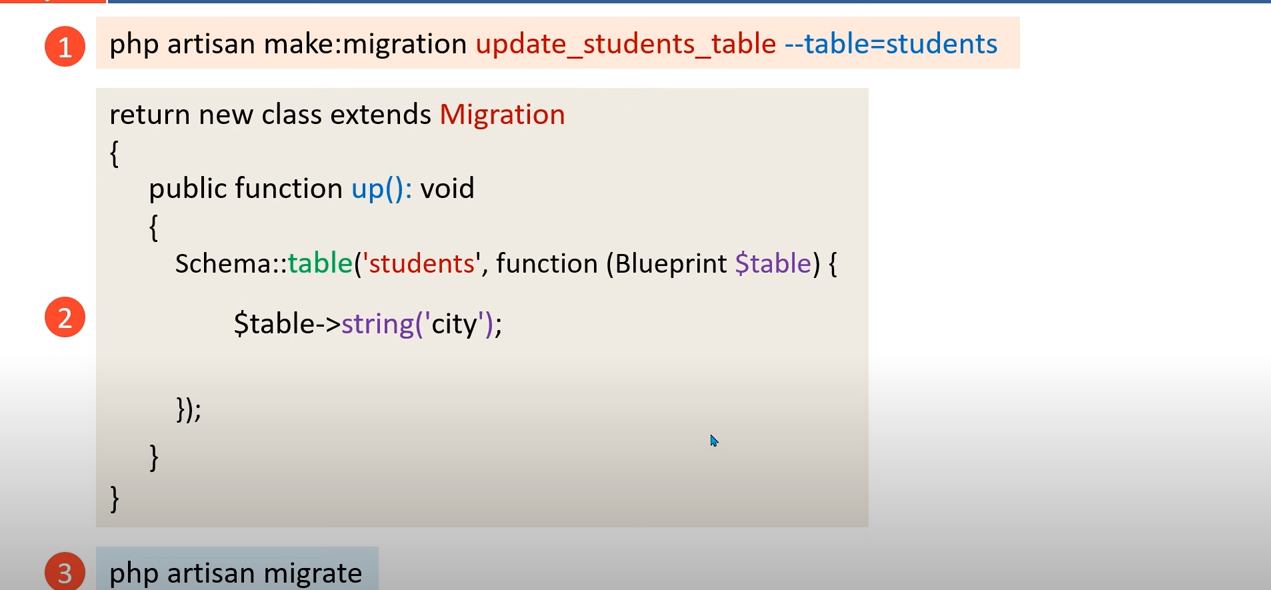 1 php artisan make:migration update_students_table --table=students
return new class extends Migration
{
public function up(): void
{
Schema::table('students', function (Blueprint $table) {
2 $table->string('city');
});
}
}
3 php artisan migrate